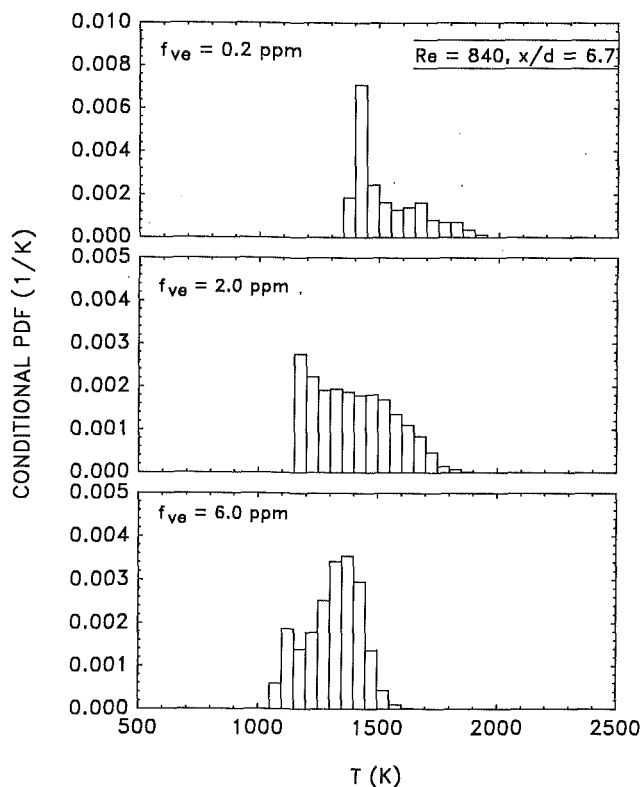 0.010
f_ve = 0.2 ppm
Re = 840, x/d = 6.7
0.008
0.006
0.004
0.002
0.000
0.005
f_ve = 2.0 ppm
0.004
0.003
0.002
0.001
0.000
0.005
f_ve = 6.0 ppm
0.004
0.003
0.002
0.001
0.000
CONDITIONAL PDF (1/K)
500 1000 1500 2000 2500
T (K)